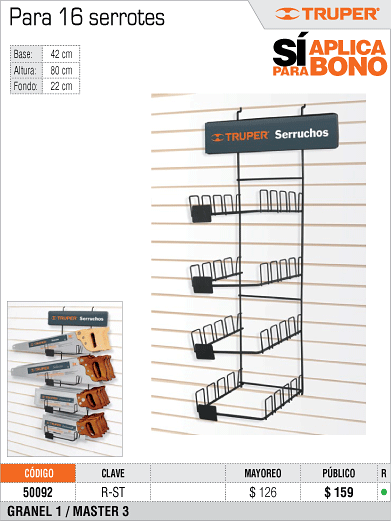 Para 16 serrotes
TRUPER®
SÍ APLICA
PARA BONO
Base: 42 cm
Altura: 80 cm
Fondo: 22 cm
TRUPER® Serruchos
TRUPER® Serruchos
CÓDIGO CLAVE MAYOREO PÚBLICO R
50092 R-ST $ 126 $ 159
GRANEL 1 / MASTER 3